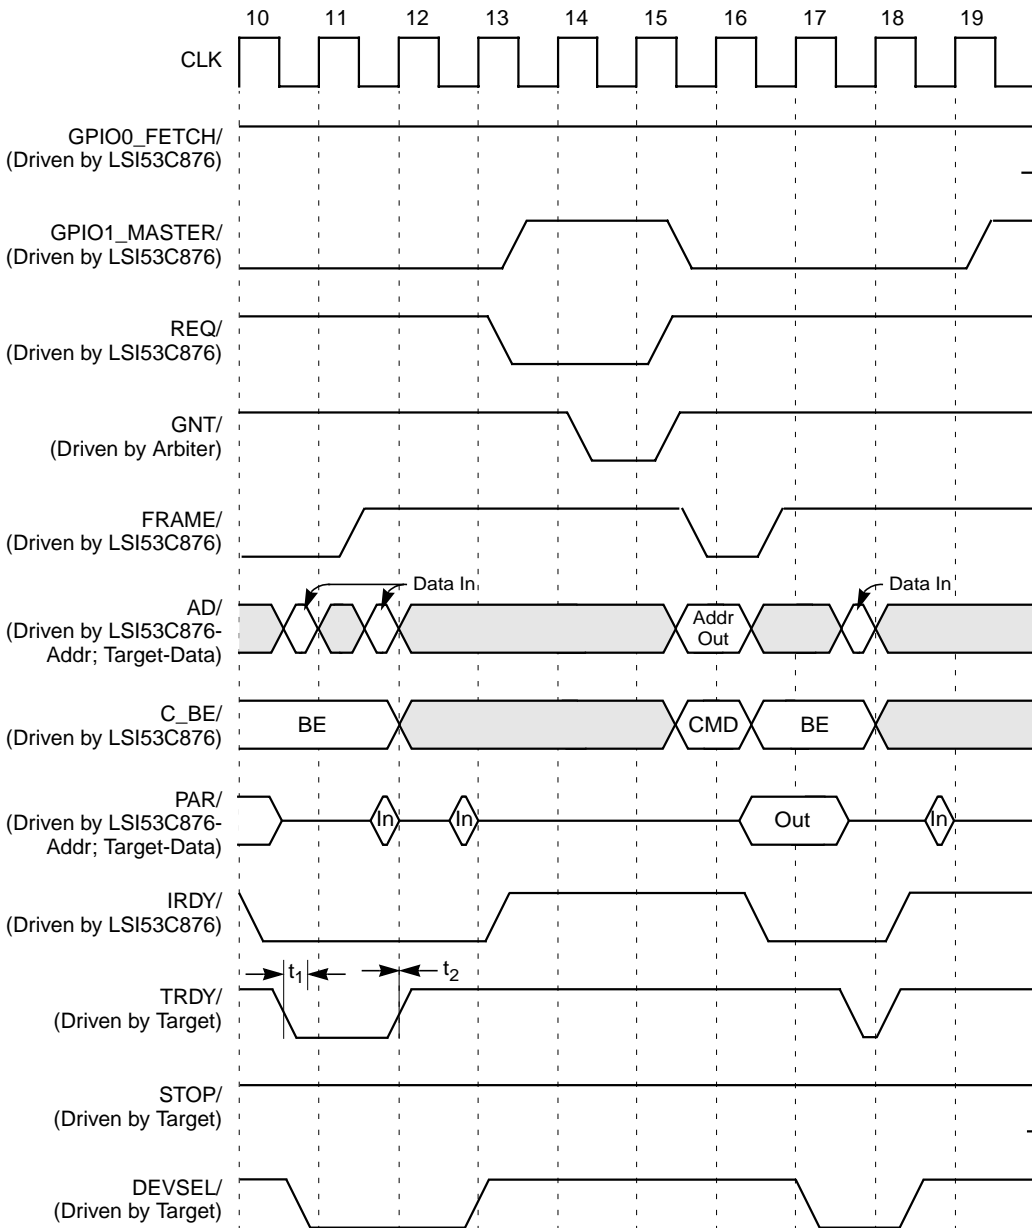 10 11 12 13 14 15 16 17 18 19
CLK
GPIO0_FETCH/
(Driven by LSI53C876)
GPIO1_MASTER/
(Driven by LSI53C876)
REQ/
(Driven by LSI53C876)
GNT/
(Driven by Arbiter)
FRAME/
(Driven by LSI53C876)
Data In
Data In
AD/
(Driven by LSI53C876-
Addr; Target-Data)
Addr
Out
C_BE/
(Driven by LSI53C876)
BE
CMD
BE
PAR/
(Driven by LSI53C876-
Addr; Target-Data)
In
In
Out
In
IRDY/
(Driven by LSI53C876)
t1
t2
TRDY/
(Driven by Target)
STOP/
(Driven by Target)
DEVSEL/
(Driven by Target)